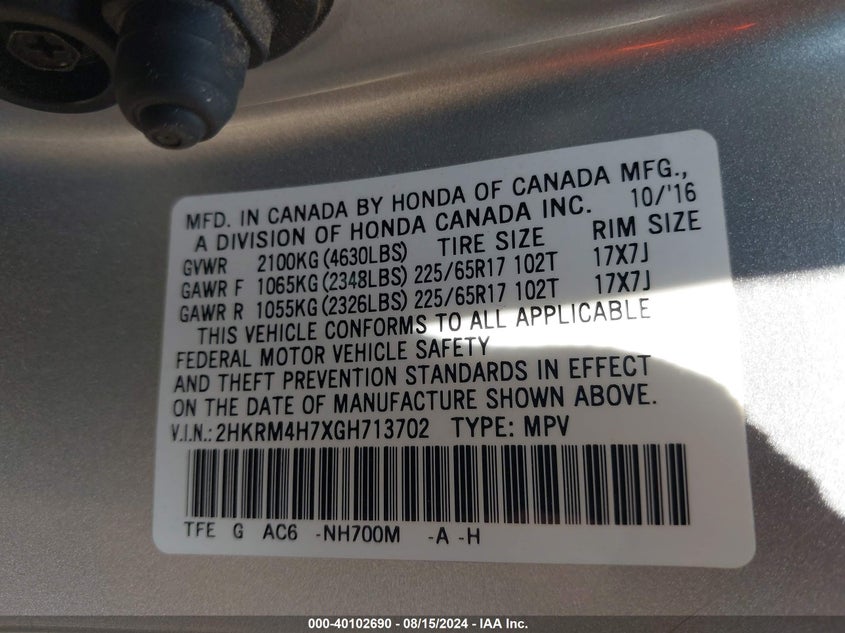 MFD. IN CANADA BY HONDA OF CANADA MFG.,
A DIVISION OF HONDA CANADA INC. 10/'16
GVWR 2100KG (4630LBS) TIRE SIZE RIM SIZE
GAWR F 1065KG (2348LBS) 225/65R17 102T 17X7J
GAWR R 1055KG (2326LBS) 225/65R17 102T 17X7J
THIS VEHICLE CONFORMS TO ALL APPLICABLE
FEDERAL MOTOR VEHICLE SAFETY
AND THEFT PREVENTION STANDARDS IN EFFECT
ON THE DATE OF MANUFACTURE SHOWN ABOVE.
V.I.N.: 2HKRM4H7XGH713702 TYPE: MPV
TFE G AC6 -NH700M -A -H
000-40102690 - 08/15/2024 - IAA Inc.